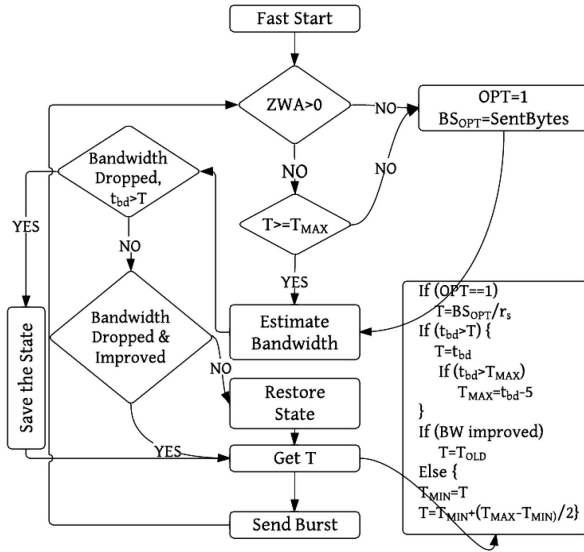 Fast Start
ZWA>0
NO
OPT=1
BS_OPT=SentBytes
Bandwidth
Dropped,
t_bd>T
NO
NO
T>=T_MAX
YES
NO
YES
If (OPT==1)
T=BS_OPT/r_s
If (t_bd>T) {
T=t_bd
If (t_bd>T_MAX)
T_MAX=t_bd-5
}
If (BW improved)
T=T_OLD
Else {
T_MIN=T
T=T_MIN+(T_MAX-T_MIN)/2}
Save the State
Bandwidth
Dropped &
Improved
Estimate
Bandwidth
NO
Restore
State
YES
Get T
Send Burst